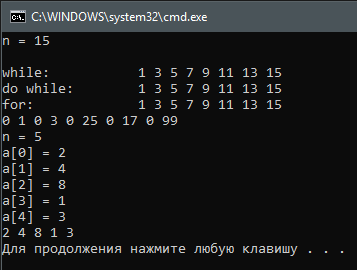 C:\WINDOWS\system32\cmd.exe
n = 15
while: 1 3 5 7 9 11 13 15
do while: 1 3 5 7 9 11 13 15
for: 1 3 5 7 9 11 13 15
0 1 0 3 0 25 0 17 0 99
n = 5
a[0] = 2
a[1] = 4
a[2] = 8
a[3] = 1
a[4] = 3
2 4 8 1 3
Для продолжения нажмите любую клавишу . . .